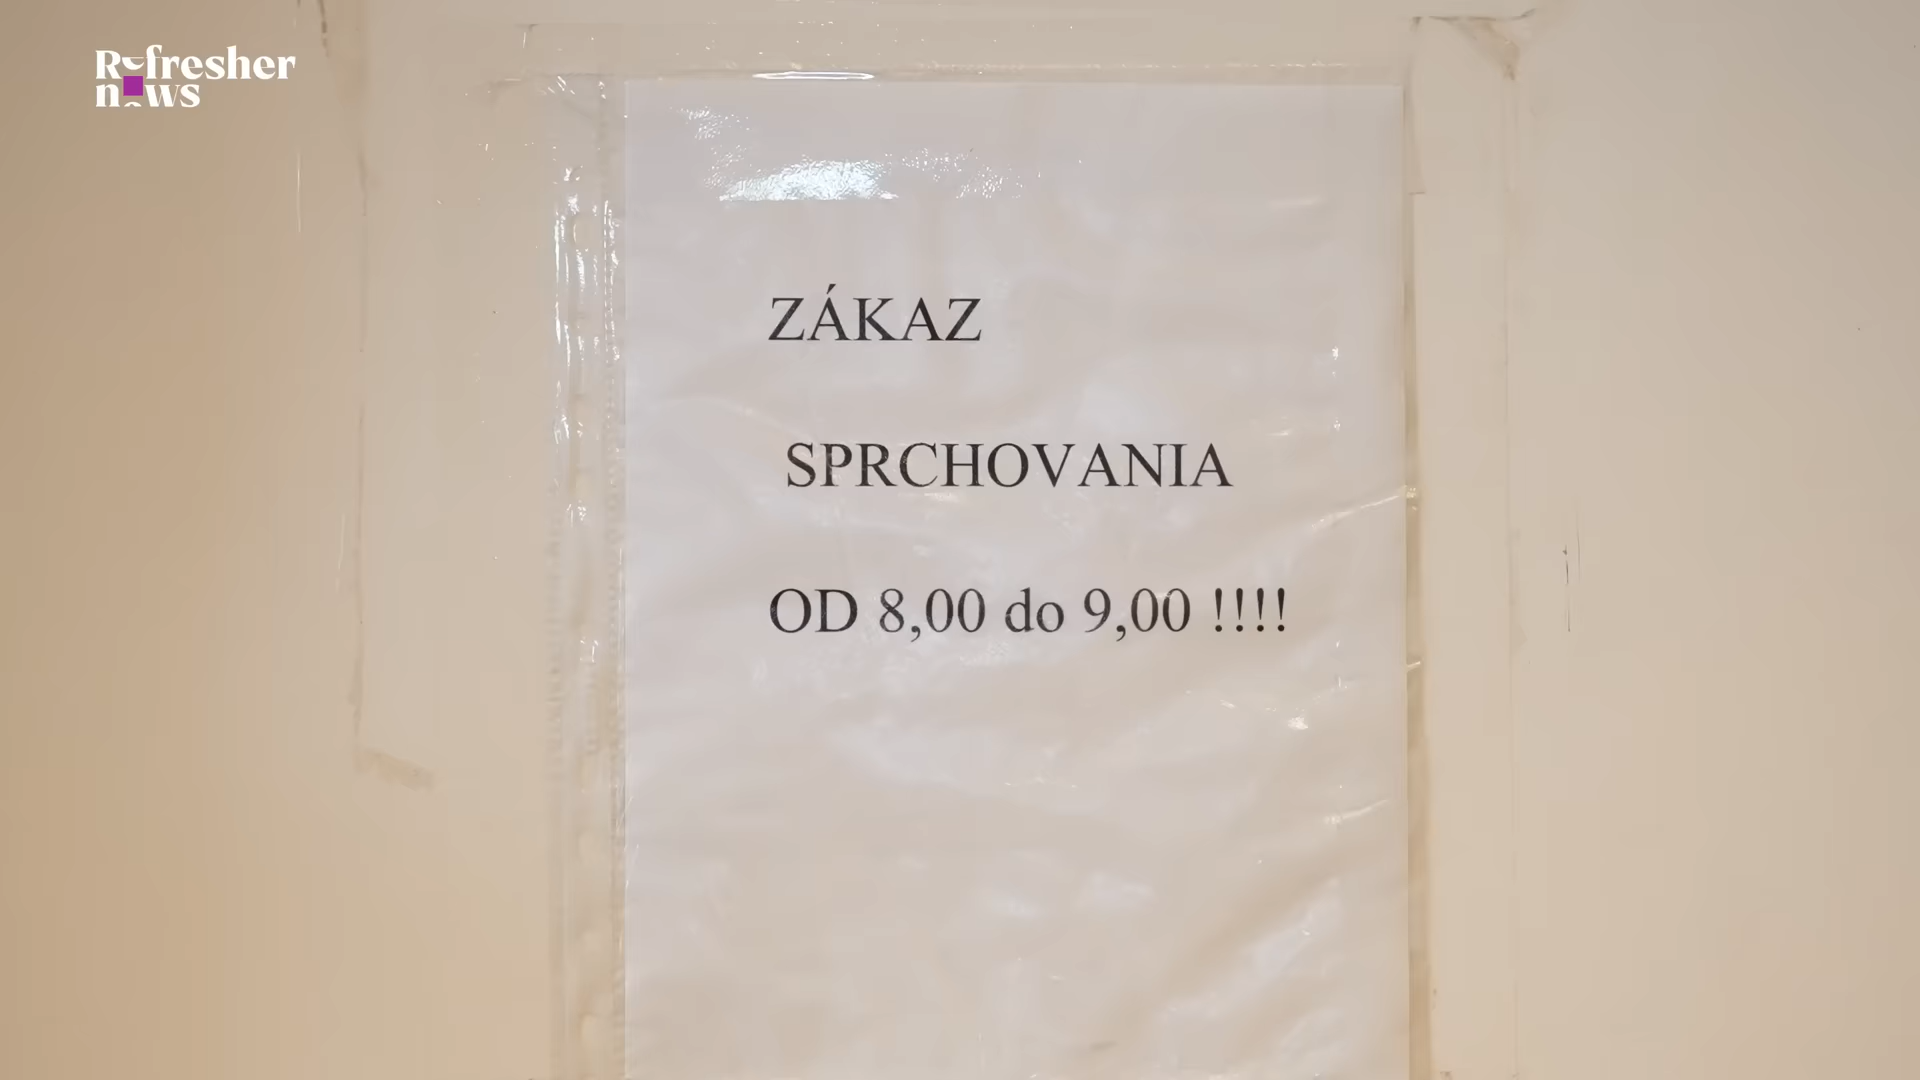 Refresher
news
ZÁKAZ
SPRCHOVANIA
OD 8,00 do 9,00 !!!!